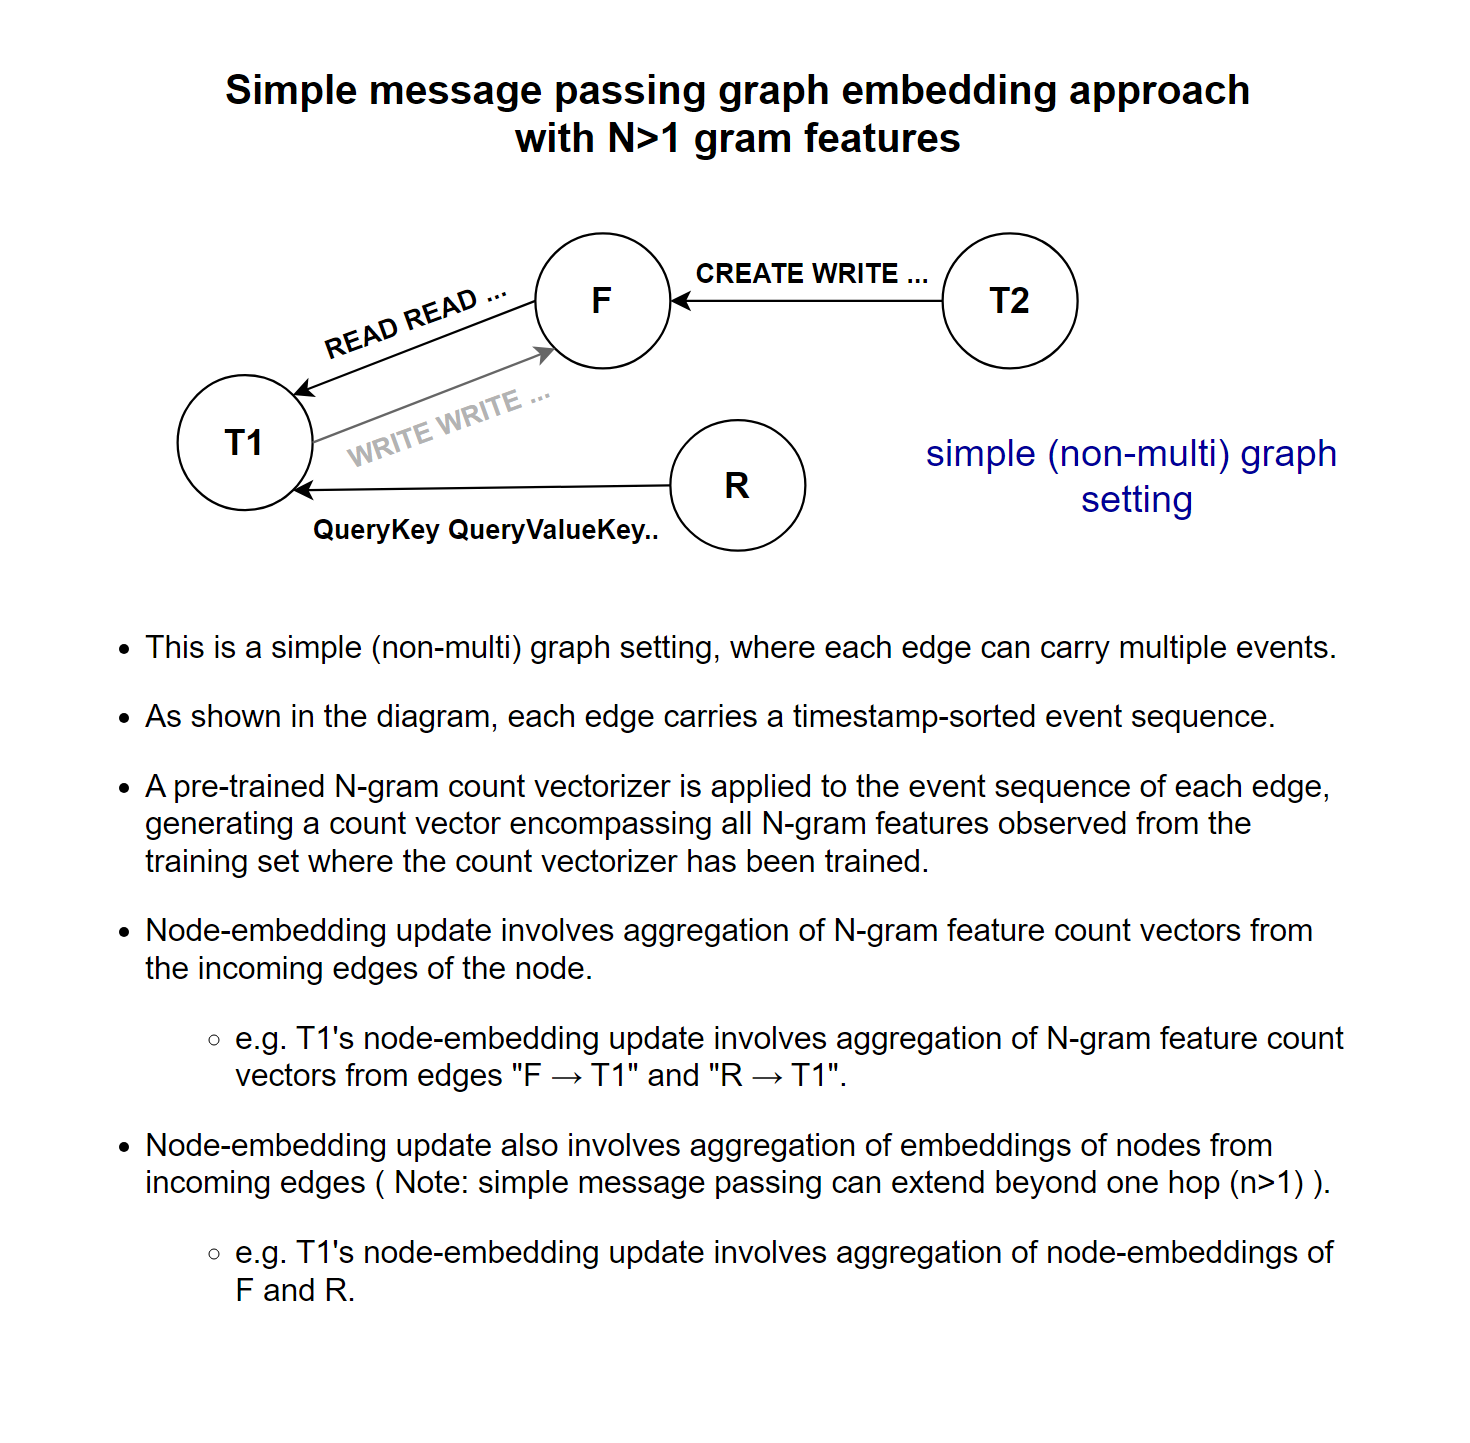 Simple message passing graph embedding approach
with N>1 gram features
CREATE WRITE ...
F
T2
READ READ ...
T1
WRITE WRITE ...
R
simple (non-multi) graph
setting
QueryKey QueryValueKey..
• This is a simple (non-multi) graph setting, where each edge can carry multiple events.
• As shown in the diagram, each edge carries a timestamp-sorted event sequence.
• A pre-trained N-gram count vectorizer is applied to the event sequence of each edge,
generating a count vector encompassing all N-gram features observed from the
training set where the count vectorizer has been trained.
• Node-embedding update involves aggregation of N-gram feature count vectors from
the incoming edges of the node.
◦ e.g. T1's node-embedding update involves aggregation of N-gram feature count
vectors from edges "F → T1" and "R → T1".
• Node-embedding update also involves aggregation of embeddings of nodes from
incoming edges ( Note: simple message passing can extend beyond one hop (n>1) ).
◦ e.g. T1's node-embedding update involves aggregation of node-embeddings of
F and R.